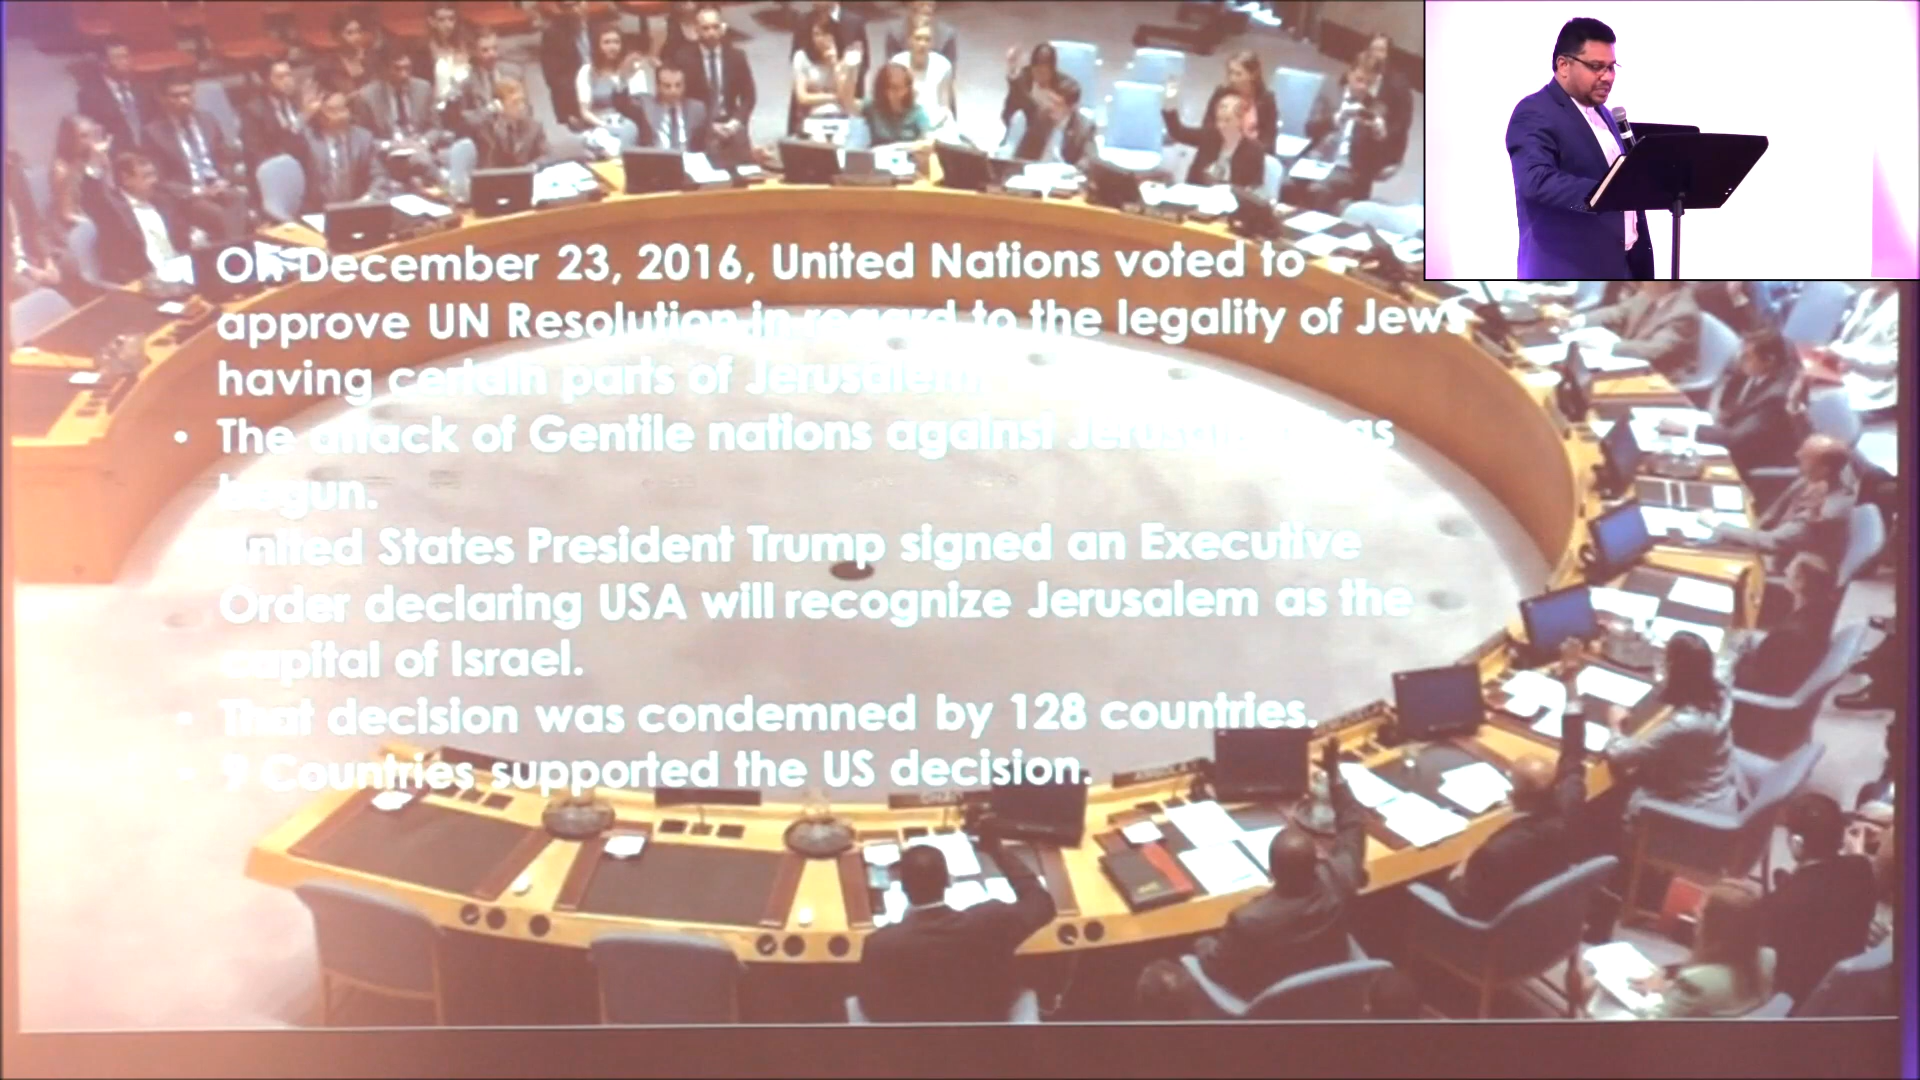 On December 23, 2016, United Nations voted to
approve UN Resolution in regard to the legality of Jews
having certain parts of Jerusalem.
• The attack of Gentile nations against Jerusalem has
begun.
United States President Trump signed an Executive
Order declaring USA will recognize Jerusalem as the
capital of Israel.
• That decision was condemned by 128 countries.
• 9 Countries supported the US decision.